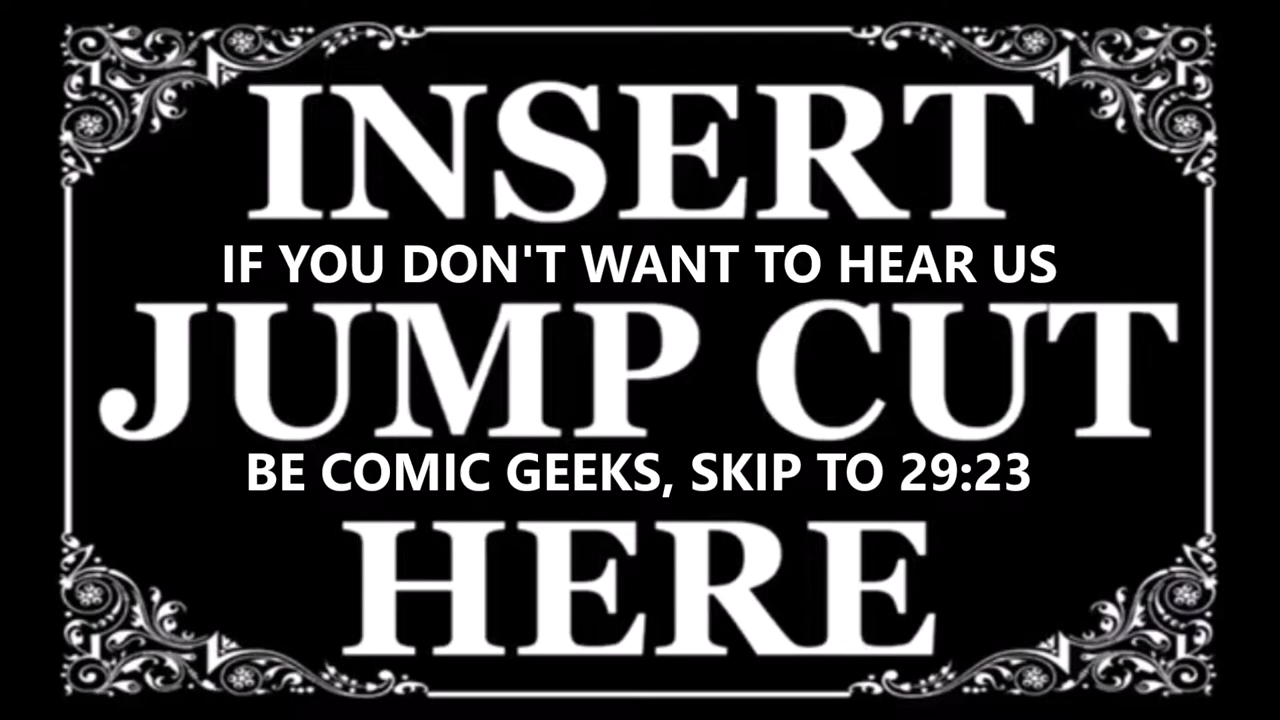 INSERT
IF YOU DON'T WANT TO HEAR US
JUMP CUT
BE COMIC GEEKS, SKIP TO 29:23
HERE